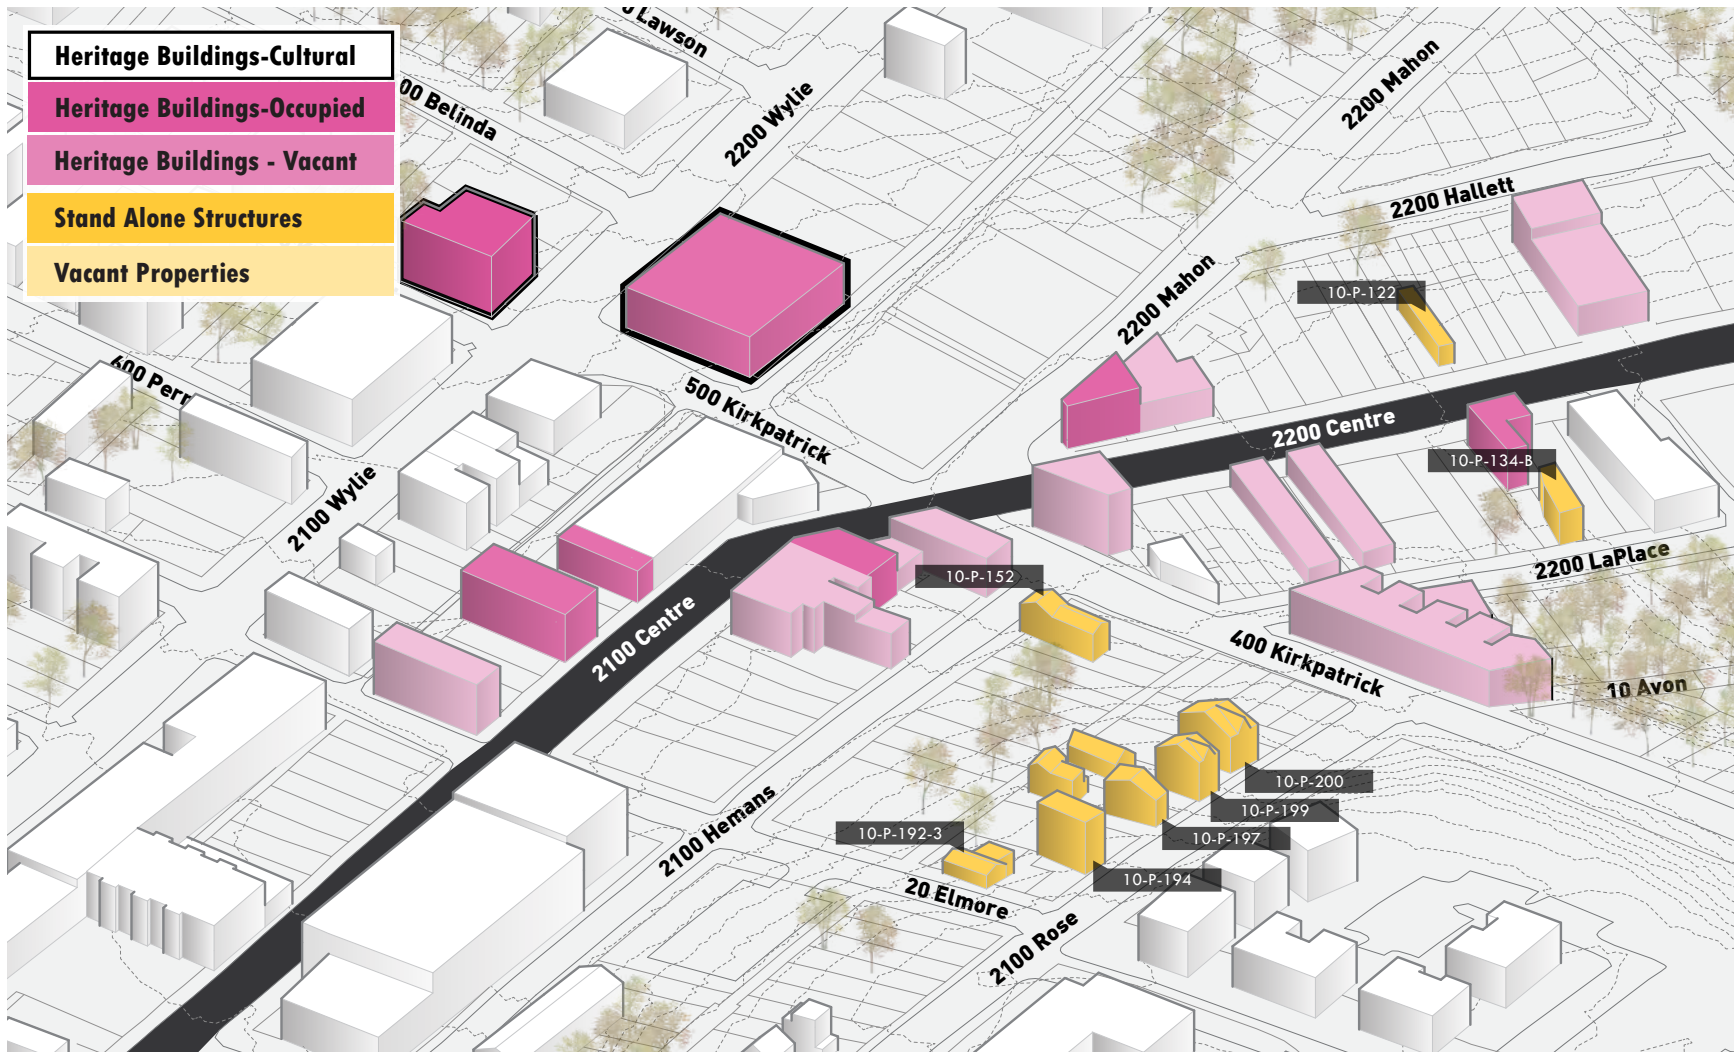 Heritage Buildings-Cultural
Heritage Buildings-Occupied
Heritage Buildings - Vacant
Stand Alone Structures
Vacant Properties
Lawson
00 Belinda
2200 Wylie
2200 Mahon
2200 Hallett
2200 Mahon
10-P-122
600 Perr
500 Kirkpatrick
2200 Centre
10-P-134-B
2100 Wylie
2200 LaPlace
10-P-152
2100 Centre
400 Kirkpatrick
10 Avon
10-P-200
10-P-199
10-P-197
10-P-192-3
10-P-194
2100 Hemans
20 Elmore
2100 Rose